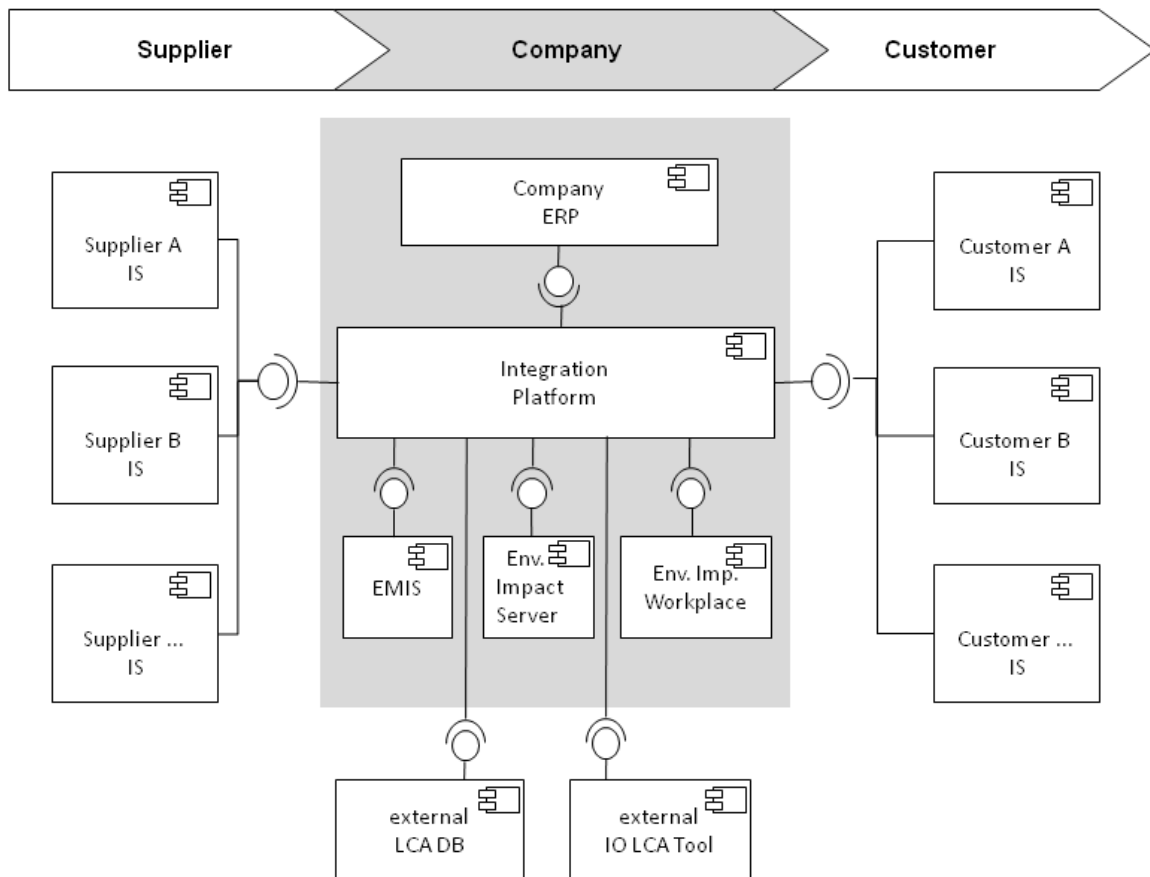 Supplier
Company
Customer
Company
ERP
Supplier A
IS
Customer A
IS
Integration
Platform
Supplier B
IS
Customer B
IS
EMIS
Env.
Impact
Server
Env. Imp.
Workplace
Supplier ...
IS
Customer ...
IS
external
LCA DB
external
IO LCA Tool